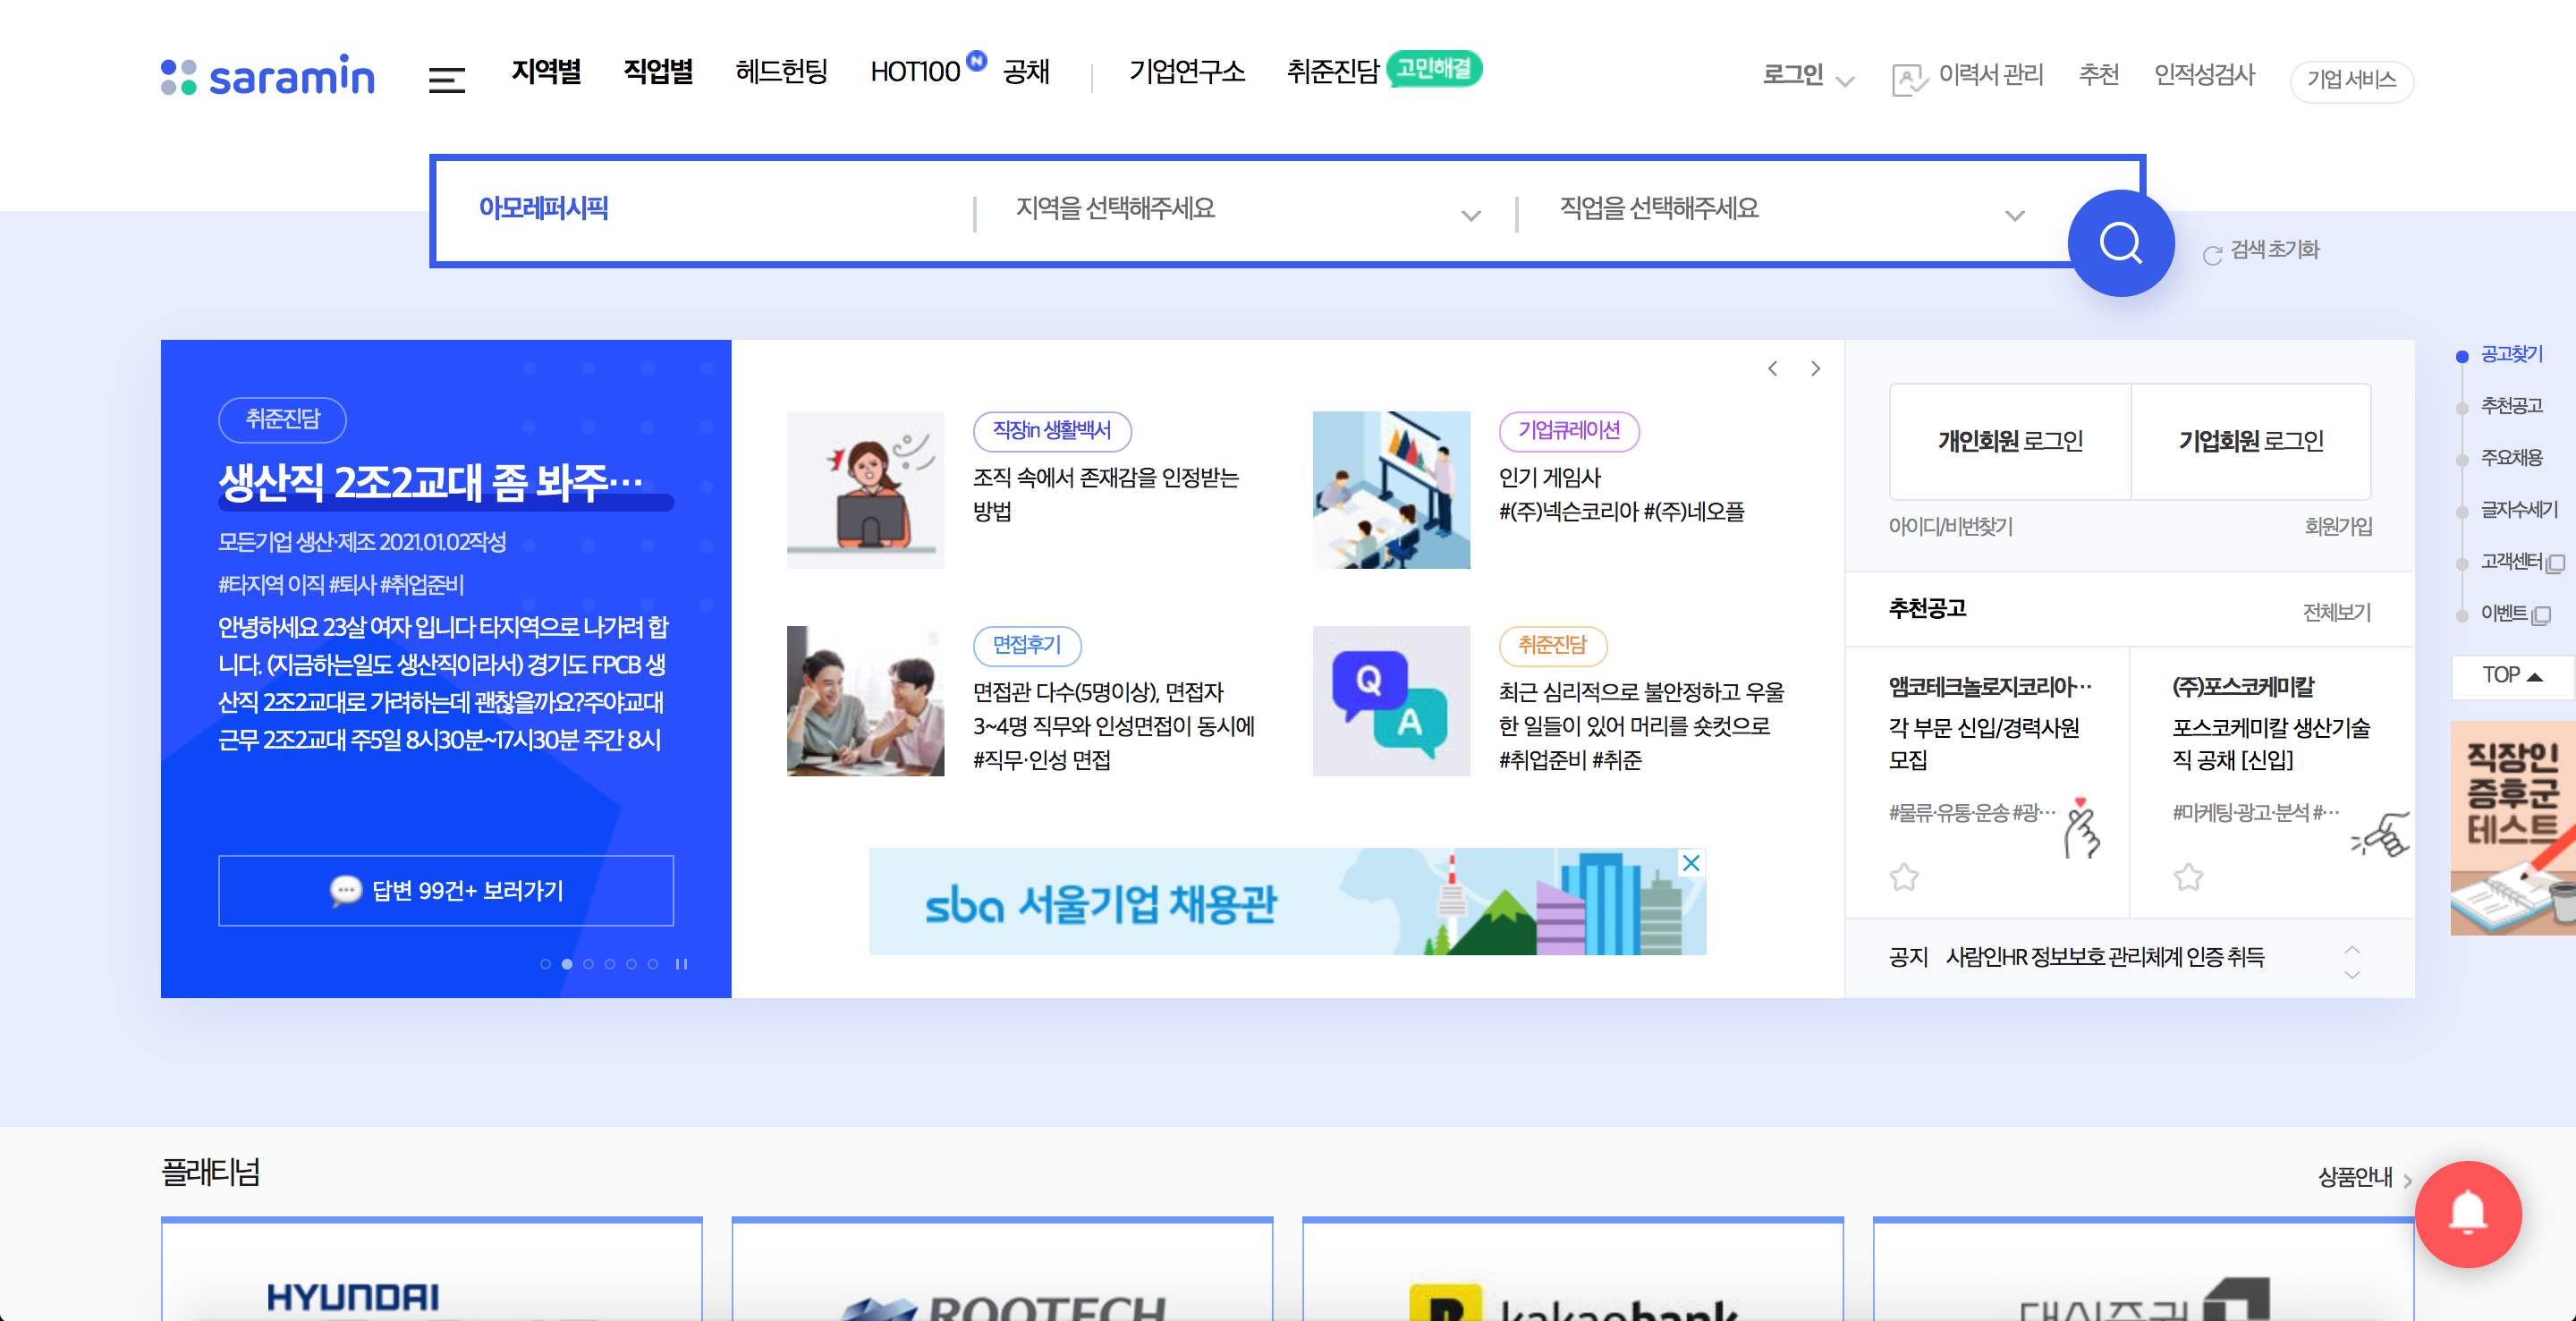 saramin
지역별 직업별 헤드헌팅 HOT100 N 공채 기업연구소 취준진담 고민해결
로그인 이력서 관리 추천 인적성검사 기업 서비스
아모레퍼시픽 지역을 선택해주세요 직업을 선택해주세요
검색 초기화
취준진담
생산직 2조2교대 좀 봐주…
모든기업 생산·제조 2021.01.02작성
#타지역 이직 #퇴사 #취업준비
안녕하세요 23살 여자 입니다 타지역으로 나가려 합
니다. (지금하는일도 생산직이라서) 경기도 FPCB 생
산직 2조2교대로 가려하는데 괜찮을까요?주야교대
근무 2조2교대 주5일 8시30분~17시30분 주간 8시
답변 99건+ 보러가기
직장in 생활백서
조직 속에서 존재감을 인정받는
방법
기업큐레이션
인기 게임사
#(주)넥슨코리아 #(주)네오플
면접후기
면접관 다수(5명이상), 면접자
3~4명 직무와 인성면접이 동시에
#직무·인성 면접
Q
A
취준진담
최근 심리적으로 불안정하고 우울
한 일들이 있어 머리를 숏컷으로
#취업준비 #취준
sba 서울기업 채용관
개인회원 로그인 기업회원 로그인
아이디/비번찾기 회원가입
추천공고 전체보기
앰코테크놀로지코리아…
각 부문 신입/경력사원
모집
#물류·유통·운송 #광…
(주)포스코케미칼
포스코케미칼 생산기술
직 공채 [신입]
#마케팅·광고·분석 #…
공지 사람인HR 정보보호 관리체계 인증 취득
공고찾기
추천공고
주요채용
글자수세기
고객센터
이벤트
TOP
직장인
증후군
테스트
플래티넘 상품안내
HYUNDAI
ROOTECH
kakaobank
대신증권